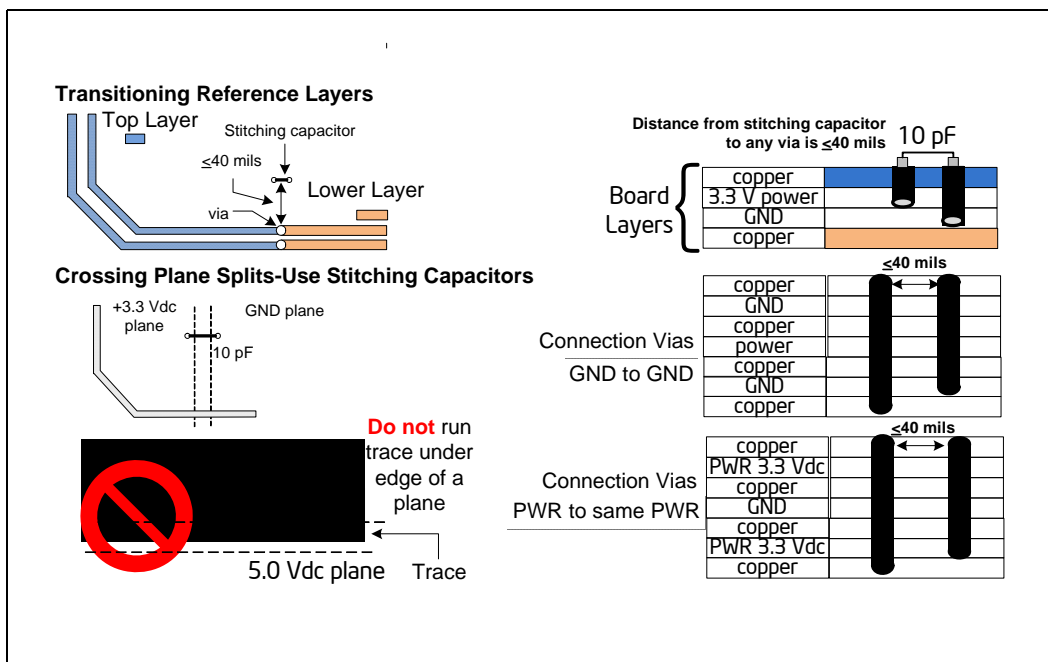 Transitioning Reference Layers
Top Layer
Stitching capacitor
≤40 mils
Lower Layer
via
Crossing Plane Splits-Use Stitching Capacitors
+3.3 Vdc
plane
GND plane
10 pF
Do not run
trace under
edge of a
plane
5.0 Vdc plane
Trace
Distance from stitching capacitor
to any via is ≤40 mils
10 pF
Board
Layers
copper
3.3 V power
GND
copper
≤40 mils
Connection Vias
GND to GND
copper
GND
copper
power
copper
GND
copper
≤40 mils
Connection Vias
PWR to same PWR
copper
PWR 3.3 Vdc
copper
GND
copper
PWR 3.3 Vdc
copper